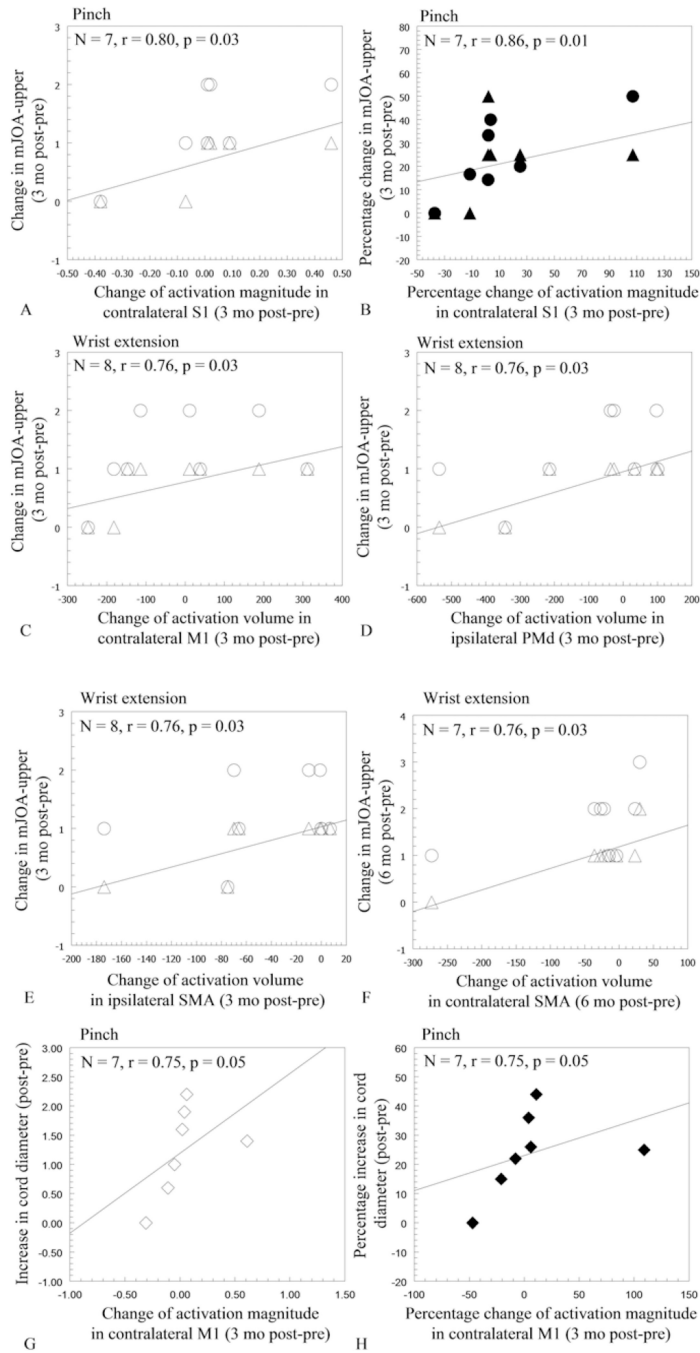 Pinch
N = 7, r = 0.80, p = 0.03
3
2
1
0
-1
-0.50 -0.40 -0.30 -0.20 -0.10 0.00 0.10 0.20 0.30 0.40 0.50
Change in mJOA-upper
(3 mo post-pre)
Change of activation magnitude in
contralateral S1 (3 mo post-pre)
A
Pinch
N = 7, r = 0.86, p = 0.01
80
70
60
50
40
30
20
10
0
-10
-20
-50 -30 -10 10 30 50 70 90 110 130 150
Percentage change in mJOA-upper
(3 mo post-pre)
Percentage change of activation magnitude
in contralateral S1 (3 mo post-pre)
B
Wrist extension
N = 8, r = 0.76, p = 0.03
3
2
1
0
-1
-300 -200 -100 0 100 200 300 400
Change in mJOA-upper
(3 mo post-pre)
Change of activation volume in
contralateral M1 (3 mo post-pre)
C
Wrist extension
N = 8, r = 0.76, p = 0.03
3
2
1
0
-1
-600 -500 -400 -300 -200 -100 0 100 200
Change in mJOA-upper
(3 mo post-pre)
Change of activation volume in
ipsilateral PMd (3 mo post-pre)
D
Wrist extension
N = 8, r = 0.76, p = 0.03
3
2
1
0
-1
-200 -180 -160 -140 -120 -100 -80 -60 -40 -20 0 20
Change in mJOA-upper
(3 mo post-pre)
Change of activation volume
in ipsilateral SMA (3 mo post-pre)
E
Wrist extension
N = 7, r = 0.76, p = 0.03
4
3
2
1
0
-1
-300 -250 -200 -150 -100 -50 0 50 100
Change in mJOA-upper
(6 mo post-pre)
Change of activation volume
in contralateral SMA (6 mo post-pre)
F
Pinch
N = 7, r = 0.75, p = 0.05
3.00
2.50
2.00
1.50
1.00
0.50
0.00
-0.50
-1.00
-1.00 -0.50 0.00 0.50 1.00 1.50
Increase in cord diameter (post-pre)
Change of activation magnitude
in contralateral M1 (3 mo post-pre)
G
Pinch
N = 7, r = 0.75, p = 0.05
60
50
40
30
20
10
0
-10
-20
-100 -50 0 50 100 150
Percentage increase in cord
diameter (post-pre)
Percentage change of activation magnitude
in contralateral M1 (3 mo post-pre)
H